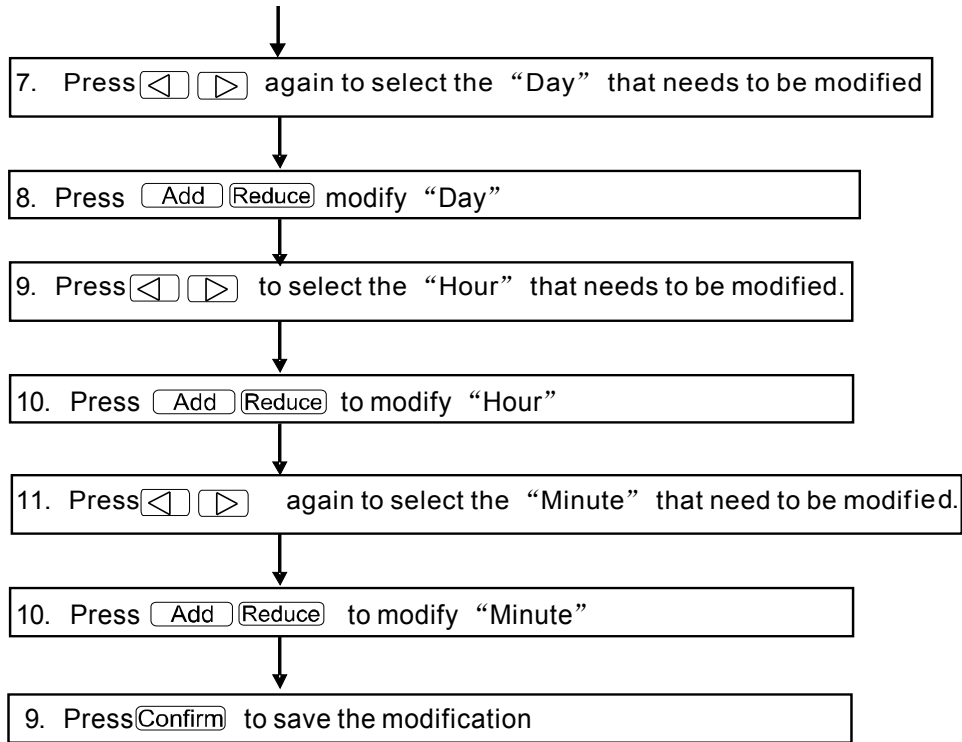 7. Press ◁ ▷ again to select the “Day” that needs to be modified
8. Press Add Reduce modify “Day”
9. Press ◁ ▷ to select the “Hour” that needs to be modified.
10. Press Add Reduce to modify “Hour”
11. Press ◁ ▷ again to select the “Minute” that need to be modified.
10. Press Add Reduce to modify “Minute”
9. Press Confirm to save the modification